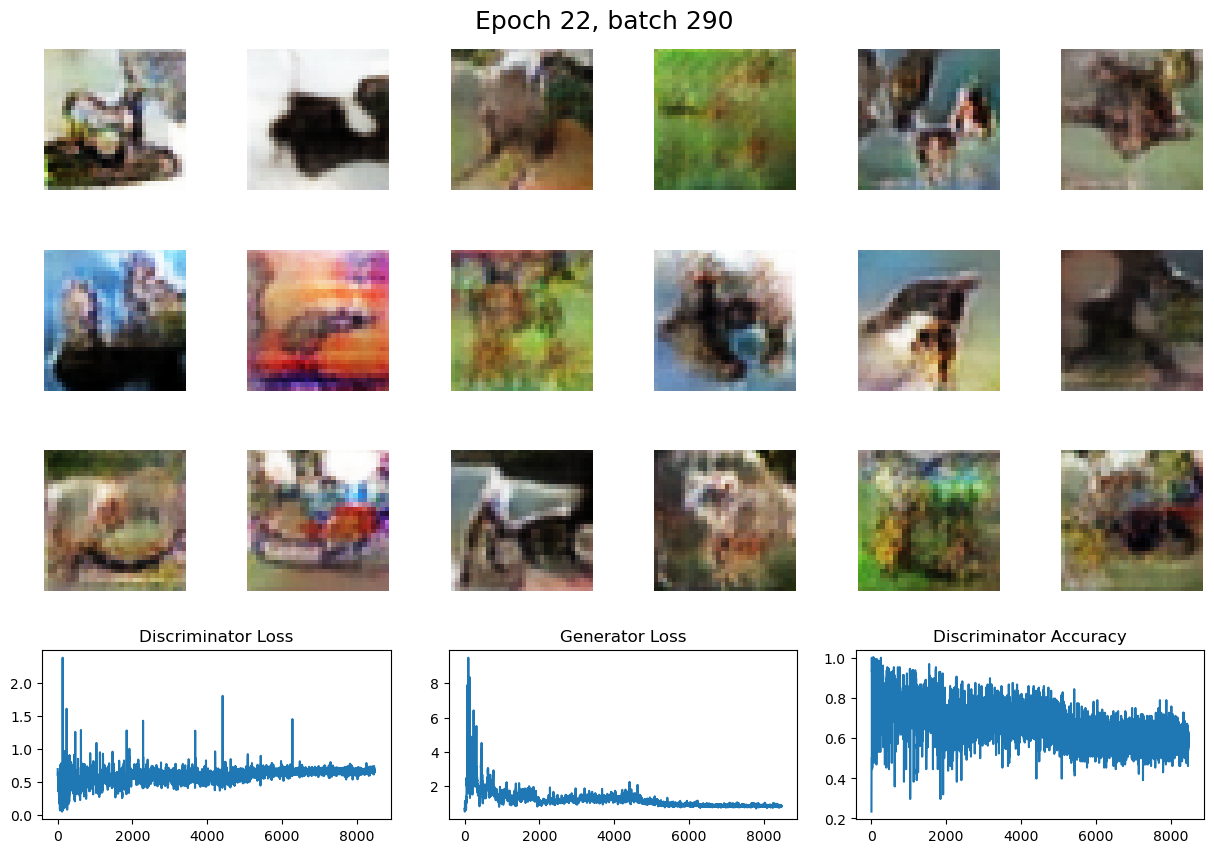 Epoch 22, batch 290
Discriminator Loss
Generator Loss
Discriminator Accuracy
2.0
1.5
1.0
0.5
0.0
0 2000 4000 6000 8000
8
6
4
2
0 2000 4000 6000 8000
1.0
0.8
0.6
0.4
0.2
0 2000 4000 6000 8000